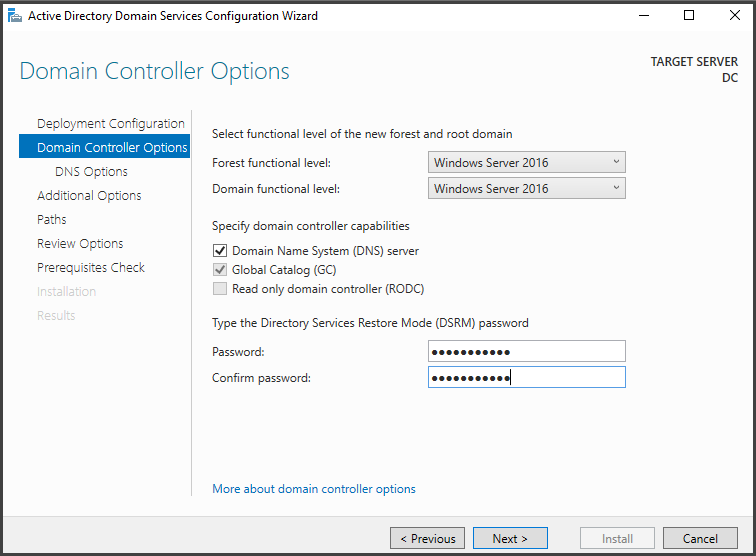 Active Directory Domain Services Configuration Wizard
Domain Controller Options
TARGET SERVER
DC
Deployment Configuration
Domain Controller Options
DNS Options
Additional Options
Paths
Review Options
Prerequisites Check
Installation
Results
Select functional level of the new forest and root domain
Forest functional level: Windows Server 2016
Domain functional level: Windows Server 2016
Specify domain controller capabilities
Domain Name System (DNS) server
Global Catalog (GC)
Read only domain controller (RODC)
Type the Directory Services Restore Mode (DSRM) password
Password: ●●●●●●●●●●●
Confirm password: ●●●●●●●●●●●
More about domain controller options
< Previous Next > Install Cancel